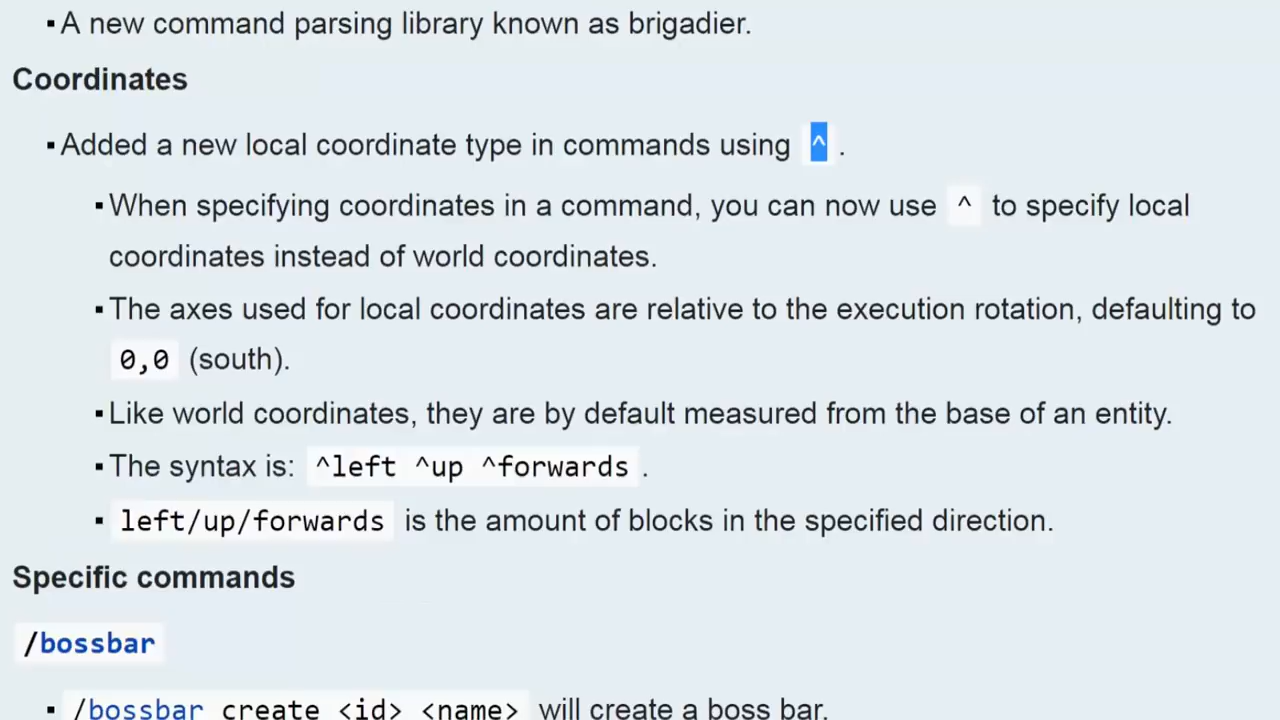 ▪ A new command parsing library known as brigadier.
Coordinates
▪ Added a new local coordinate type in commands using ^ .
▪ When specifying coordinates in a command, you can now use ^ to specify local
coordinates instead of world coordinates.
▪ The axes used for local coordinates are relative to the execution rotation, defaulting to
0,0 (south).
▪ Like world coordinates, they are by default measured from the base of an entity.
▪ The syntax is: ^left ^up ^forwards .
▪ left/up/forwards is the amount of blocks in the specified direction.
Specific commands
/bossbar
▪ /bossbar create <id> <name> will create a boss bar.